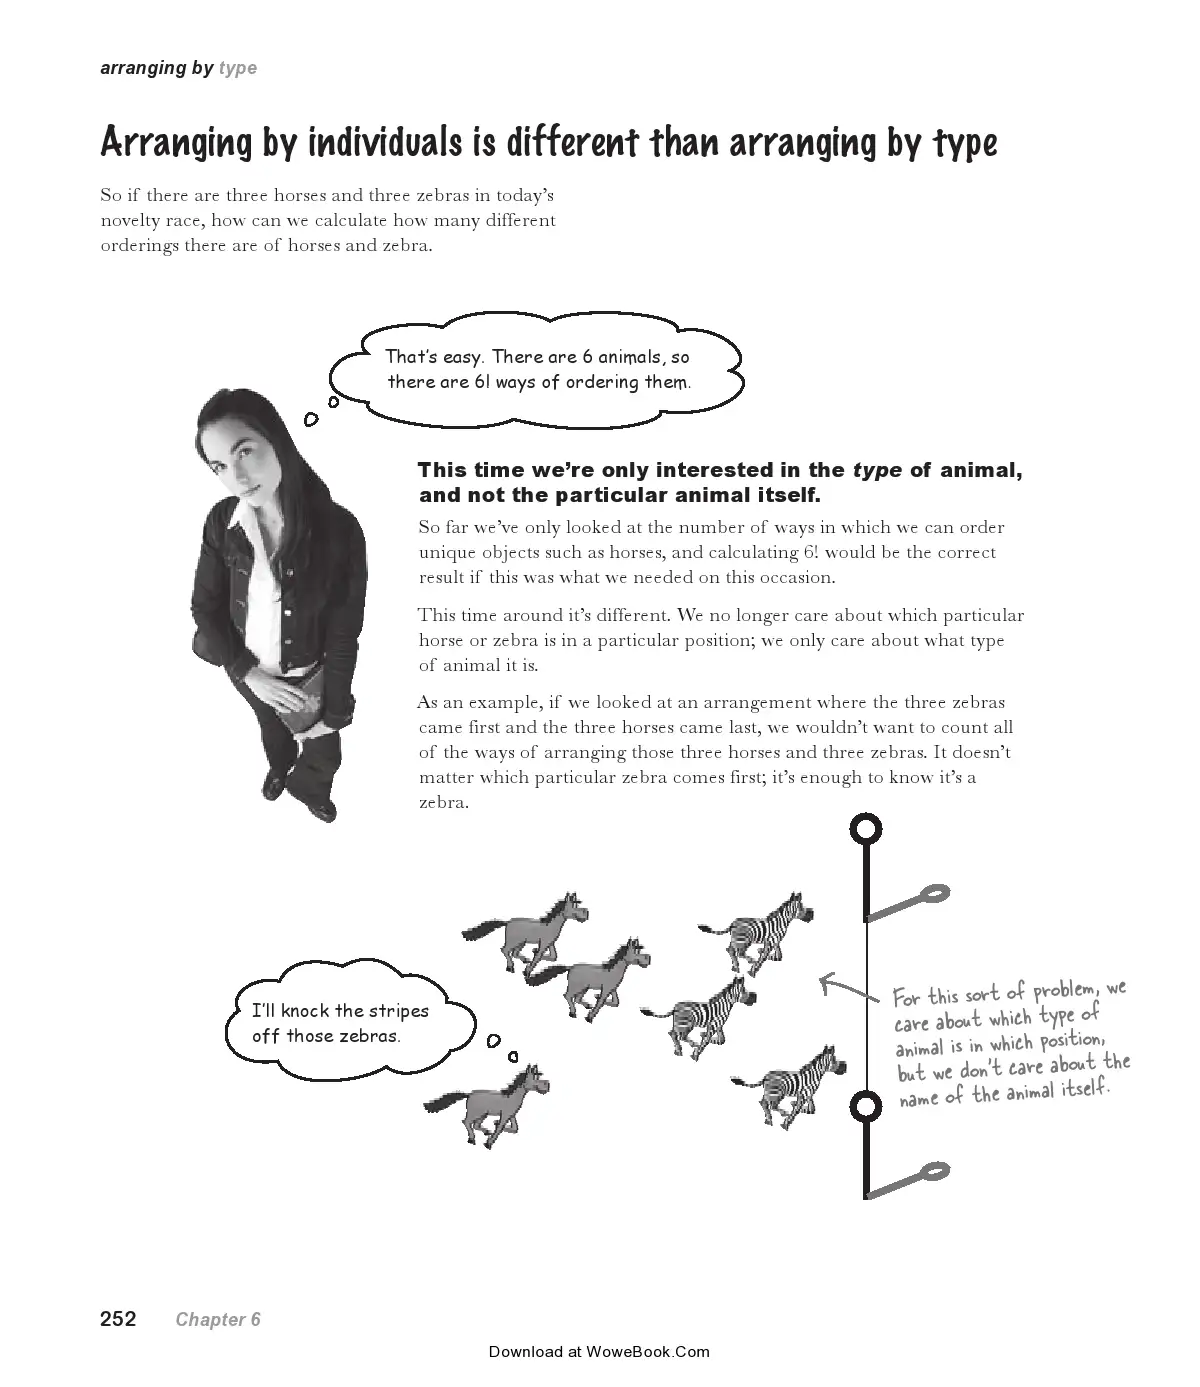 arranging by type
Arranging by individuals is different than arranging by type
So if there are three horses and three zebras in today's
novelty race, how can we calculate how many different
orderings there are of horses and zebra.
That's easy. There are 6 animals, so
there are 6! ways of ordering them.
This time we're only interested in the type of animal,
and not the particular animal itself.
So far we've only looked at the number of ways in which we can order
unique objects such as horses, and calculating 6! would be the correct
result if this was what we needed on this occasion.
This time around it's different. We no longer care about which particular
horse or zebra is in a particular position; we only care about what type
of animal it is.
As an example, if we looked at an arrangement where the three zebras
came first and the three horses came last, we wouldn't want to count all
of the ways of arranging those three horses and three zebras. It doesn't
matter which particular zebra comes first; it's enough to know it's a
zebra.
I'll knock the stripes
off those zebras.
For this sort of problem, we
care about which type of
animal is in which position,
but we don't care about the
name of the animal itself.
252 Chapter 6
Download at WoweBook.Com